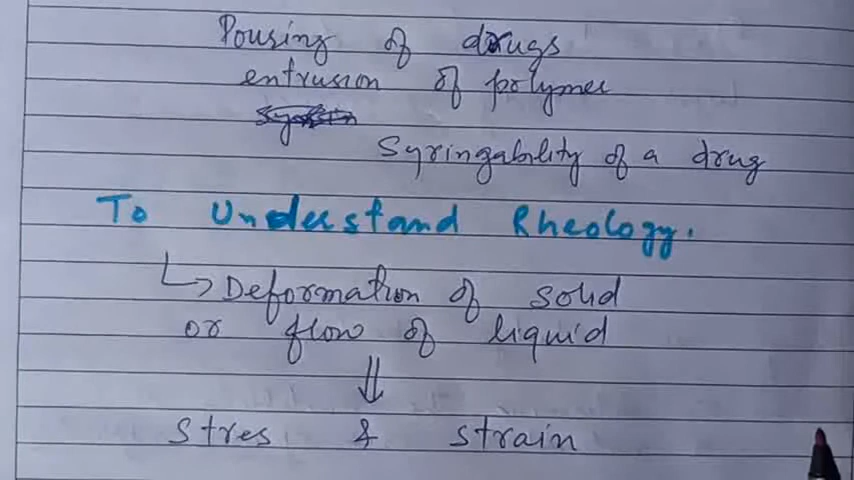 Pousing of drugs
entrusion of polymer
Syringability of a drug
To Understand Rheology.
↳ Deformation of solid
or flow of liquid
⇓
Stres & strain